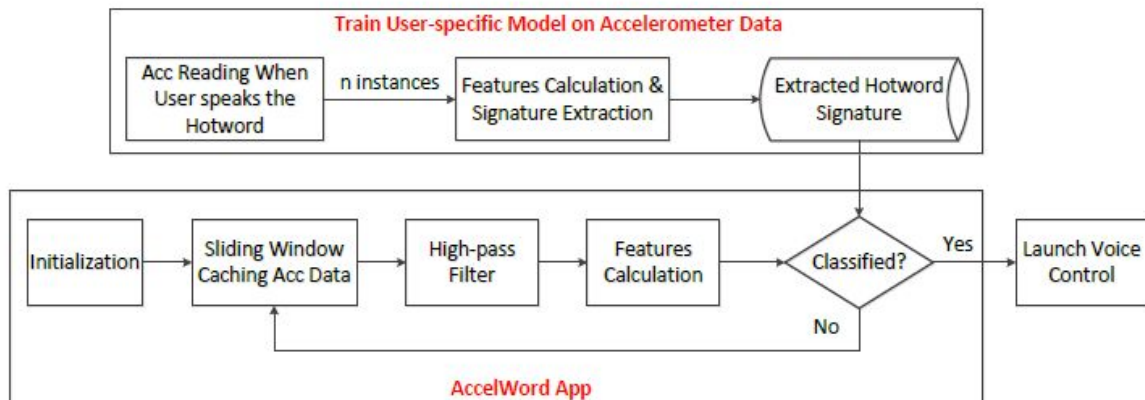 Train User-specific Model on Accelerometer Data
Acc Reading When
User speaks the
Hotword
n instances
Features Calculation &
Signature Extraction
Extracted Hotword
Signature
Initialization
Sliding Window
Caching Acc Data
High-pass
Filter
Features
Calculation
Classified?
Yes
No
Launch Voice
Control
AccelWord App